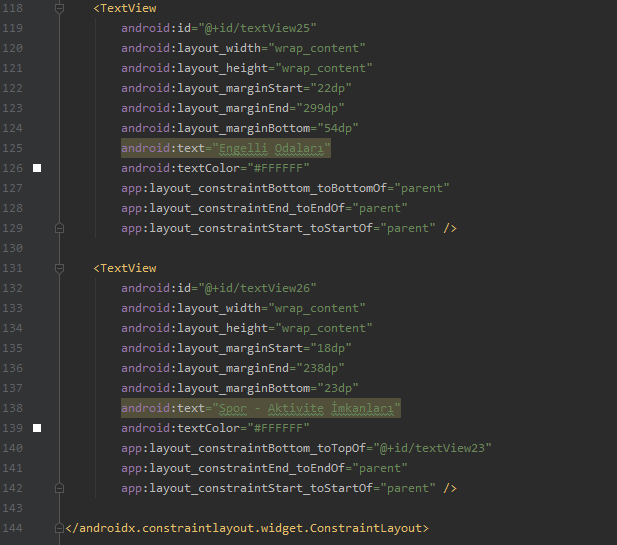 118 <TextView
119 android:id="@+id/textView25"
120 android:layout_width="wrap_content"
121 android:layout_height="wrap_content"
122 android:layout_marginStart="22dp"
123 android:layout_marginEnd="299dp"
124 android:layout_marginBottom="54dp"
125 android:text="Engelli Odaları"
126 android:textColor="#FFFFFF"
127 app:layout_constraintBottom_toBottomOf="parent"
128 app:layout_constraintEnd_toEndOf="parent"
129 app:layout_constraintStart_toStartOf="parent" />
130
131 <TextView
132 android:id="@+id/textView26"
133 android:layout_width="wrap_content"
134 android:layout_height="wrap_content"
135 android:layout_marginStart="18dp"
136 android:layout_marginEnd="238dp"
137 android:layout_marginBottom="23dp"
138 android:text="Spor - Aktivite İmkanları"
139 android:textColor="#FFFFFF"
140 app:layout_constraintBottom_toTopOf="@+id/textView23"
141 app:layout_constraintEnd_toEndOf="parent"
142 app:layout_constraintStart_toStartOf="parent" />
143
144 </androidx.constraintlayout.widget.ConstraintLayout>